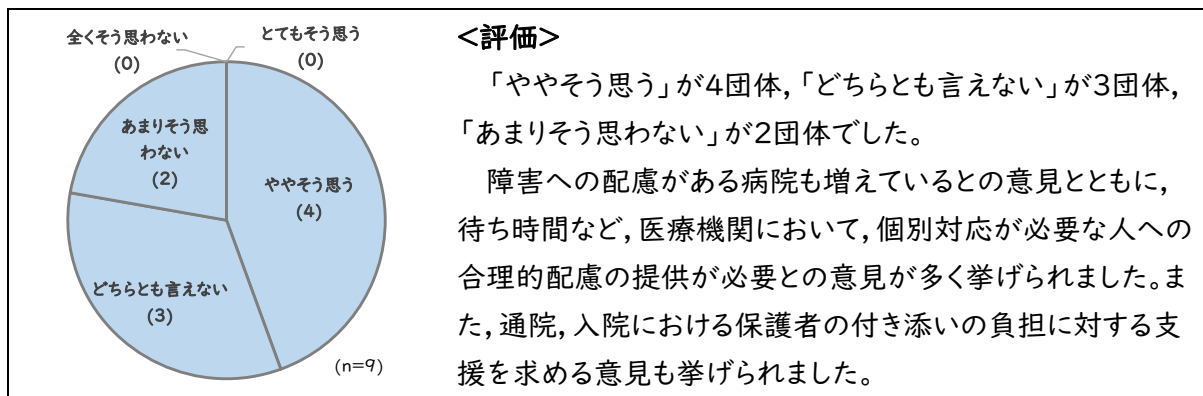 全くそう思わない
(0)
とてもそう思う
(0)
あまりそう思
わない
(2)
ややそう思う
(4)
どちらとも言えない
(3)
(n=9)
<評価>
「ややそう思う」が4団体,「どちらとも言えない」が3団体,
「あまりそう思わない」が2団体でした。
障害への配慮がある病院も増えているとの意見とともに,
待ち時間など,医療機関において,個別対応が必要な人への
合理的配慮の提供が必要との意見が多く挙げられました。ま
た,通院,入院における保護者の付き添いの負担に対する支
援を求める意見も挙げられました。